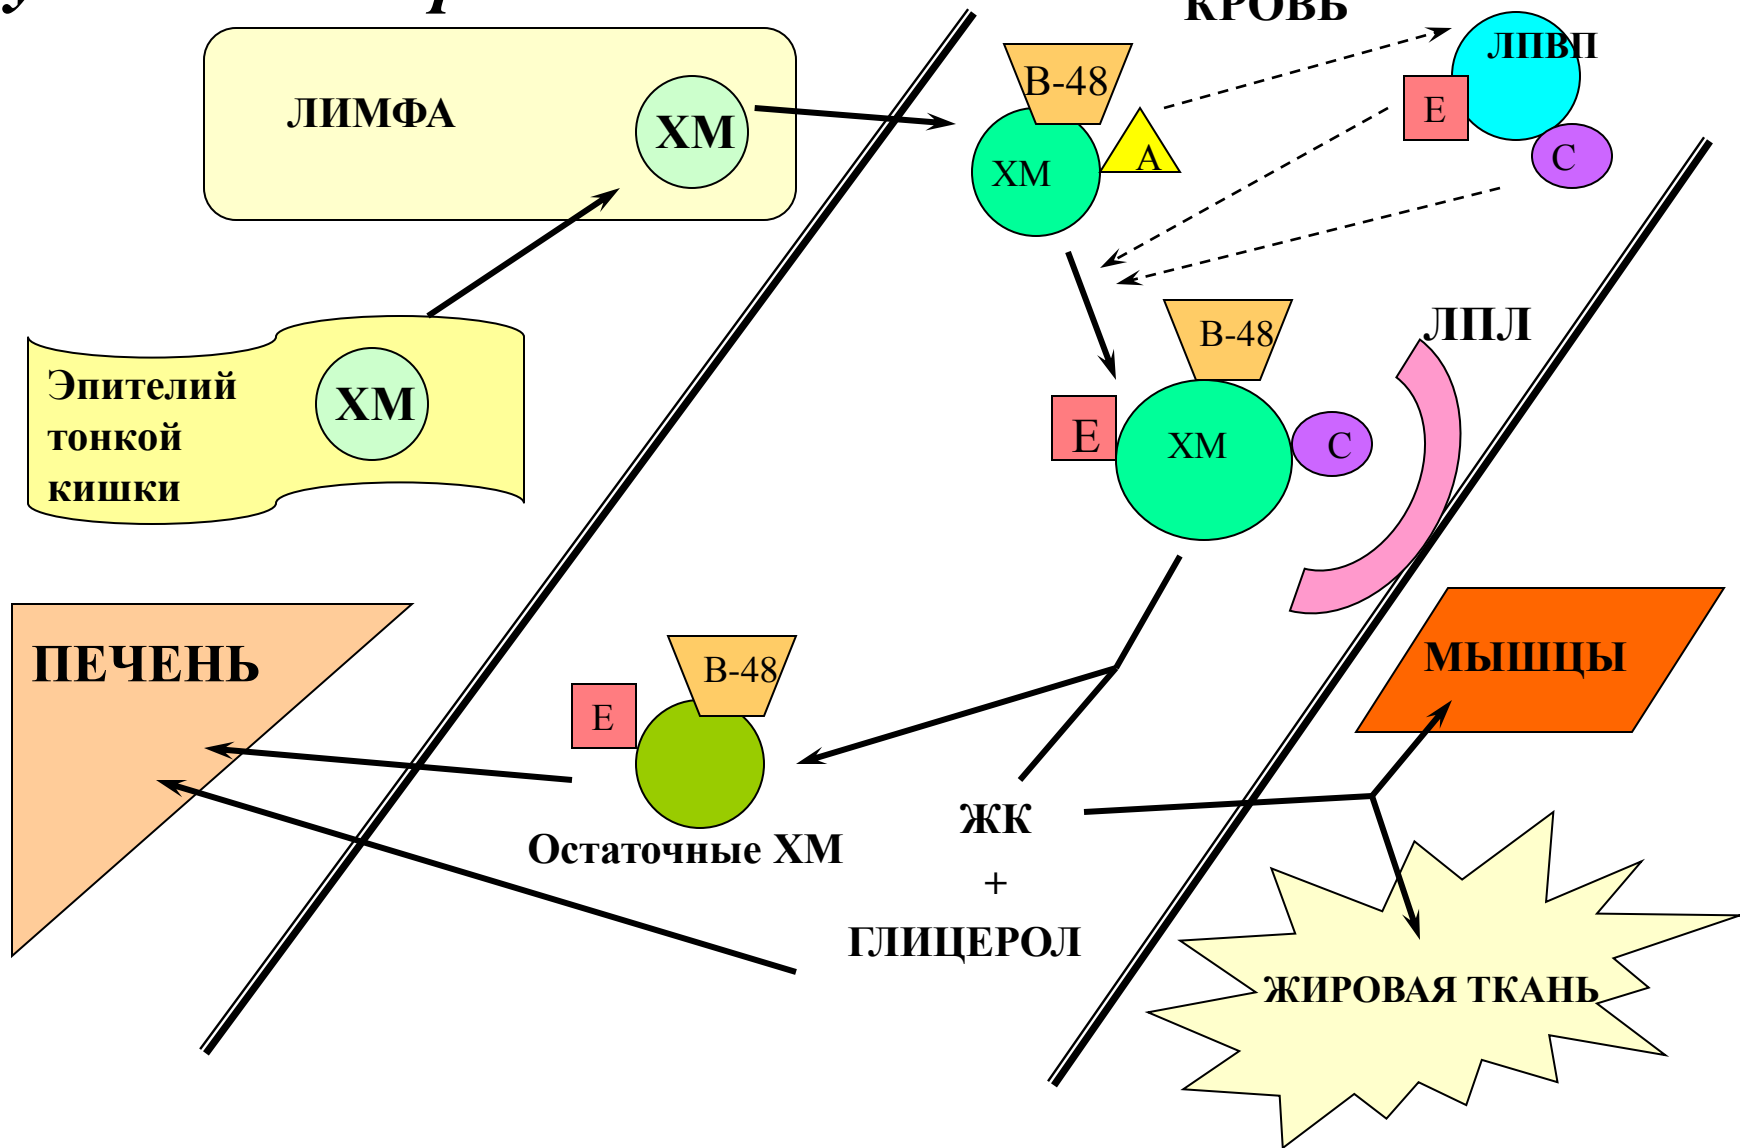 КРОВЬ
ЛПВП
В-48
Е
ЛИМФА
ХМ
А
С
ХМ
ЛПЛ
В-48
Эпителий
тонкой
кишки
ХМ
Е
ХМ
С
ПЕЧЕНЬ
В-48
МЫШЦЫ
Е
ЖК
Остаточные ХМ
+
ГЛИЦЕРОЛ
ЖИРОВАЯ ТКАНЬ